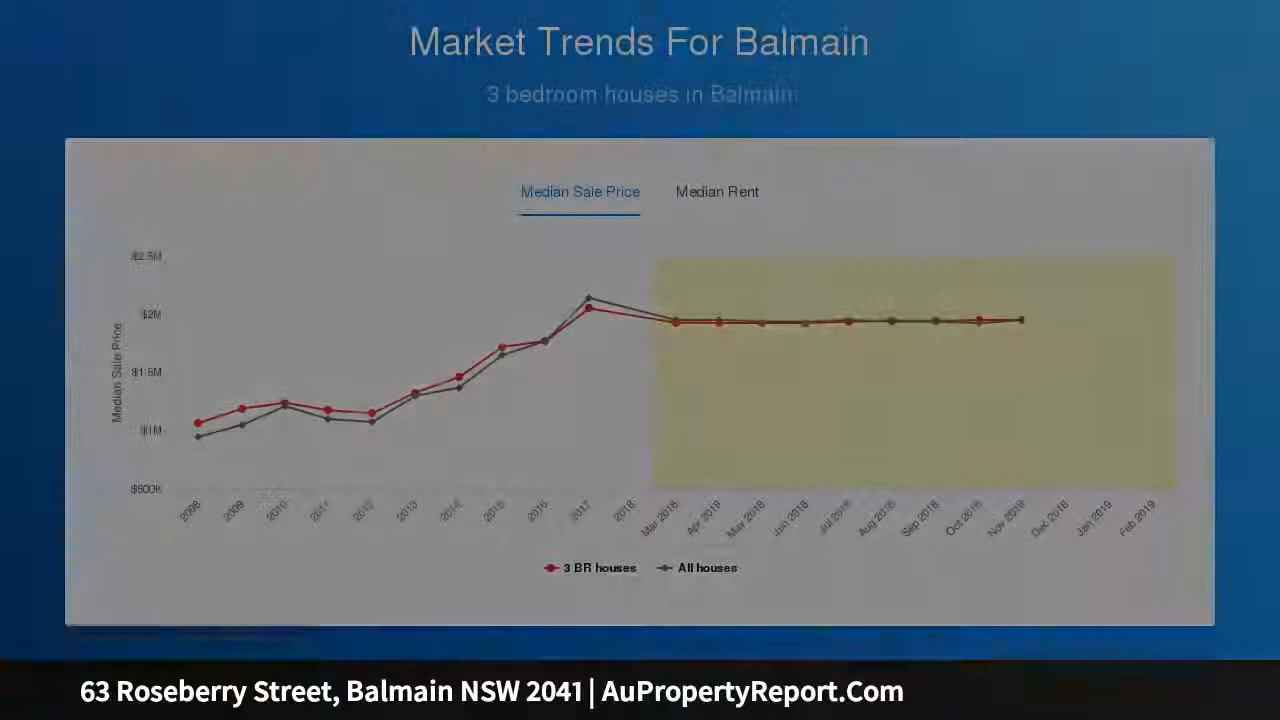 Market Trends For Balmain
3 bedroom houses in Balmain
Median Sale Price Median Rent
Median Sale Price
$2.5M
$2M
$1.5M
$1M
$500K
2008 2009 2010 2011 2012 2013 2014 2015 2016 2017 2018 Mar 2018 Apr 2018 May 2018 Jun 2018 Jul 2018 Aug 2018 Sep 2018 Oct 2018 Nov 2019 Dec 2018 Jan 2019 Feb 2019
3 BR houses All houses
63 Roseberry Street, Balmain NSW 2041 | AuPropertyReport.Com